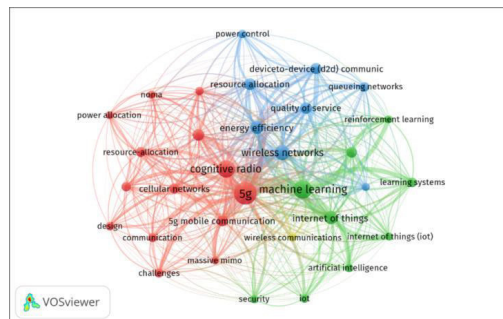 power control
deviceto-device (d2d) communic
resource allocation
queueing networks
noma
quality of service
power allocation
reinforcement learning
energy efficiency
resource-allocation
wireless networks
cognitive radio
learning systems
cellular networks
5g
machine learning
design
5g mobile communication
internet of things
communication
wireless communications
internet of things (iot)
massive mimo
challenges
artificial intelligence
security
iot
VOSviewer